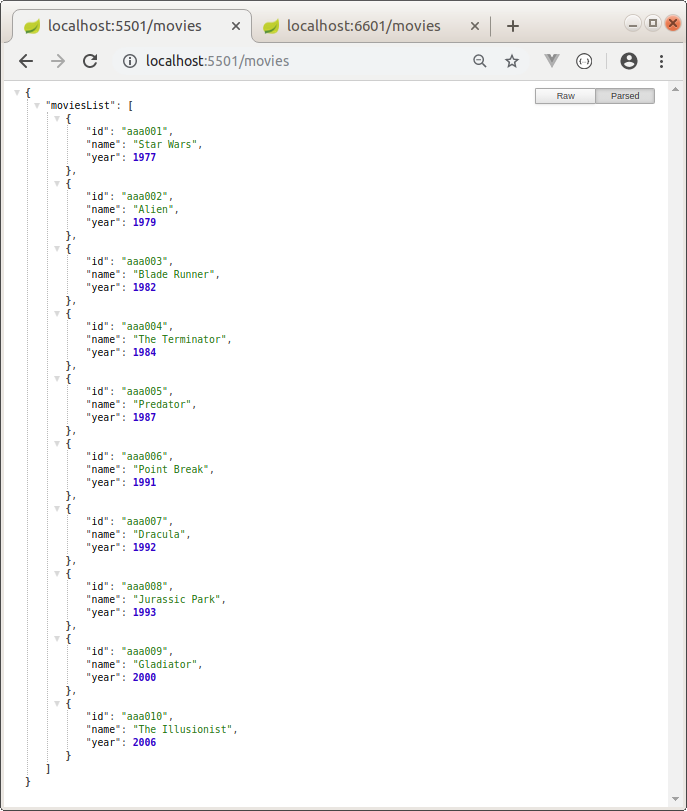 localhost:5501/movies
localhost:6601/movies
localhost:5501/movies
Raw
Parsed
{
"moviesList": [
{
"id": "aaa001",
"name": "Star Wars",
"year": 1977
},
{
"id": "aaa002",
"name": "Alien",
"year": 1979
},
{
"id": "aaa003",
"name": "Blade Runner",
"year": 1982
},
{
"id": "aaa004",
"name": "The Terminator",
"year": 1984
},
{
"id": "aaa005",
"name": "Predator",
"year": 1987
},
{
"id": "aaa006",
"name": "Point Break",
"year": 1991
},
{
"id": "aaa007",
"name": "Dracula",
"year": 1992
},
{
"id": "aaa008",
"name": "Jurassic Park",
"year": 1993
},
{
"id": "aaa009",
"name": "Gladiator",
"year": 2000
},
{
"id": "aaa010",
"name": "The Illusionist",
"year": 2006
}
]
}